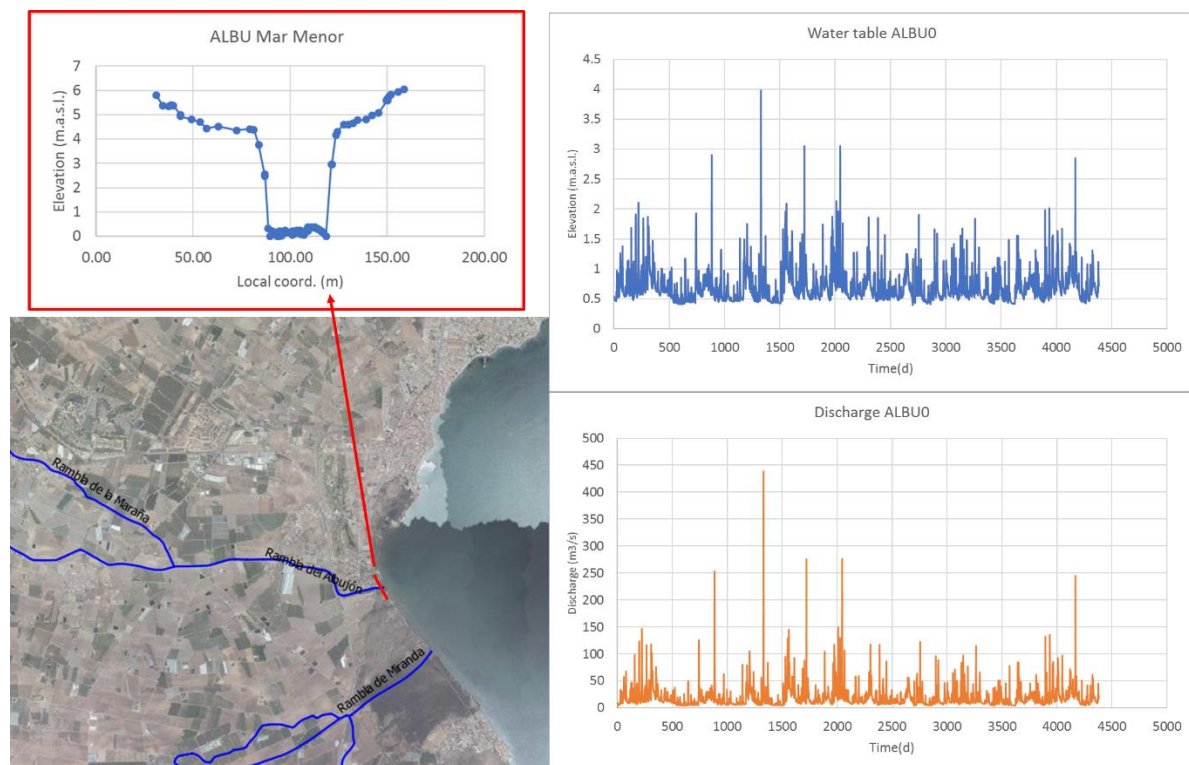 ALBU Mar Menor
7
6
5
4
3
2
1
0
Elevation (m.a.s.l.)
0.00 50.00 100.00 150.00 200.00
Local coord. (m)
Water table ALBU0
4.5
4
3.5
3
2.5
2
1.5
1
0.5
0
Elevation (m.a.s.l.)
0 500 1000 1500 2000 2500 3000 3500 4000 4500 5000
Time(d)
Rambla de la Maraña
Rambla del Albujón
Rambla de Miranda
Discharge ALBU0
500
450
400
350
300
250
200
150
100
50
0
Discharge (m3/s)
0 500 1000 1500 2000 2500 3000 3500 4000 4500 5000
Time(d)